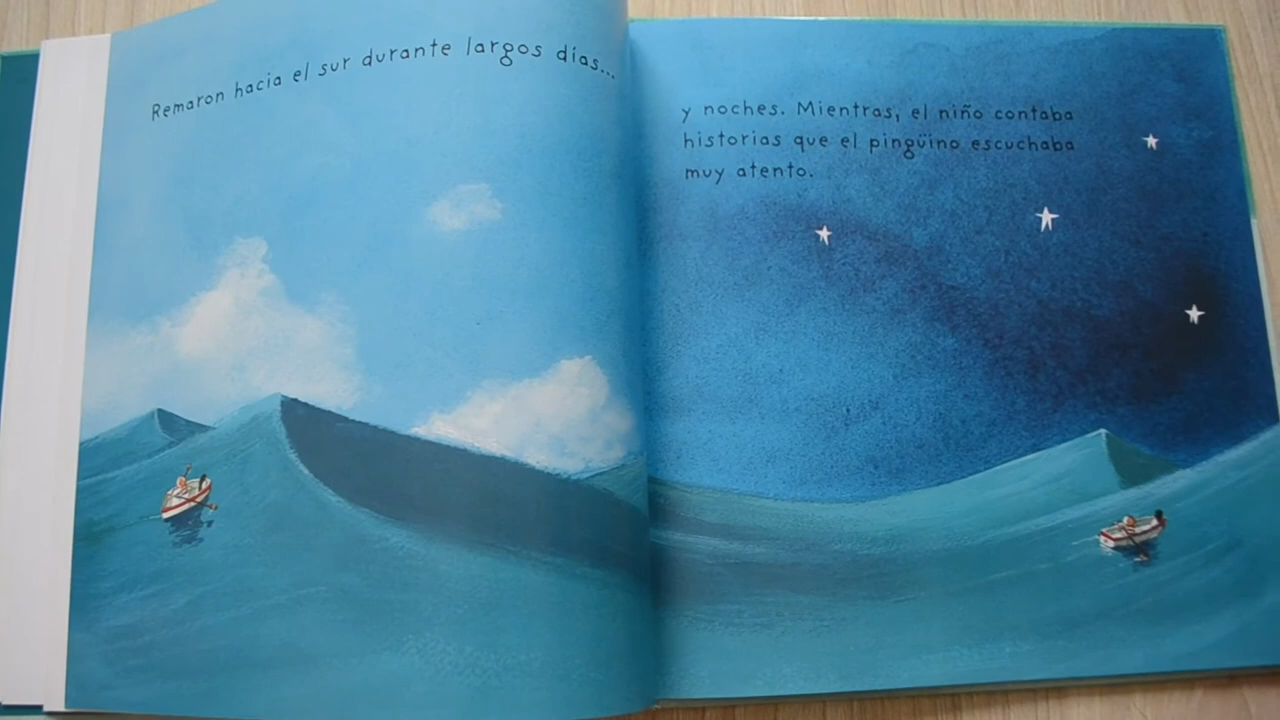 Remaron hacia el sur durante largos días...
y noches. Mientras, el niño contaba
historias que el pingüino escuchaba
muy atento.